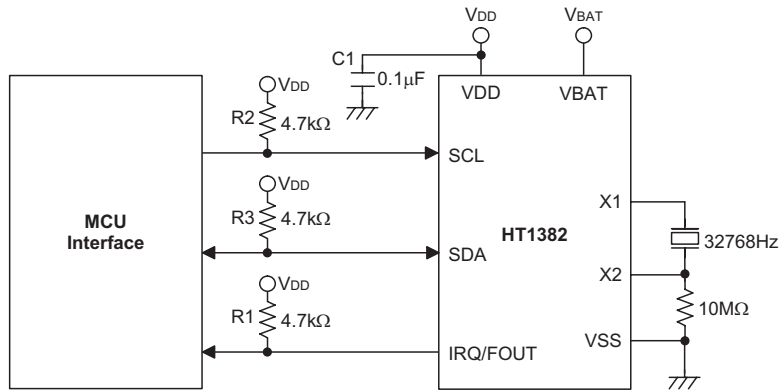 VDD
VBAT
C1
0.1μF
VDD
VBAT
VDD
R2
4.7kΩ
SCL
VDD
R3
4.7kΩ
SDA
VDD
R1
4.7kΩ
IRQ/FOUT
MCU
Interface
HT1382
X1
32768Hz
X2
10MΩ
VSS